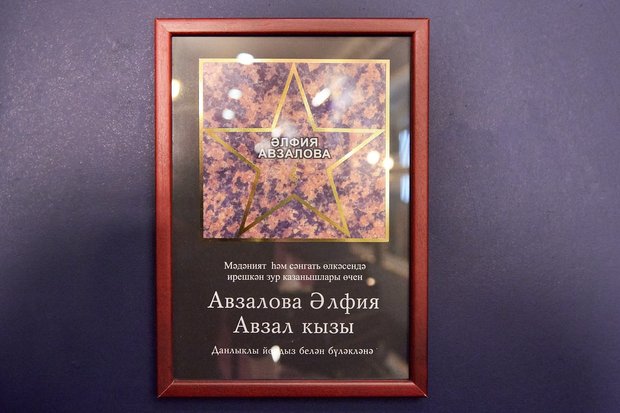 ӘЛФИЯ
АВЗАЛОВА
Мәдәният һәм сәнгать өлкәсендә
ирешкән зур казанышлары өчен
Авзалова Әлфия
Авзал кызы
Данлыклы йолдыз белән бүләкләнә